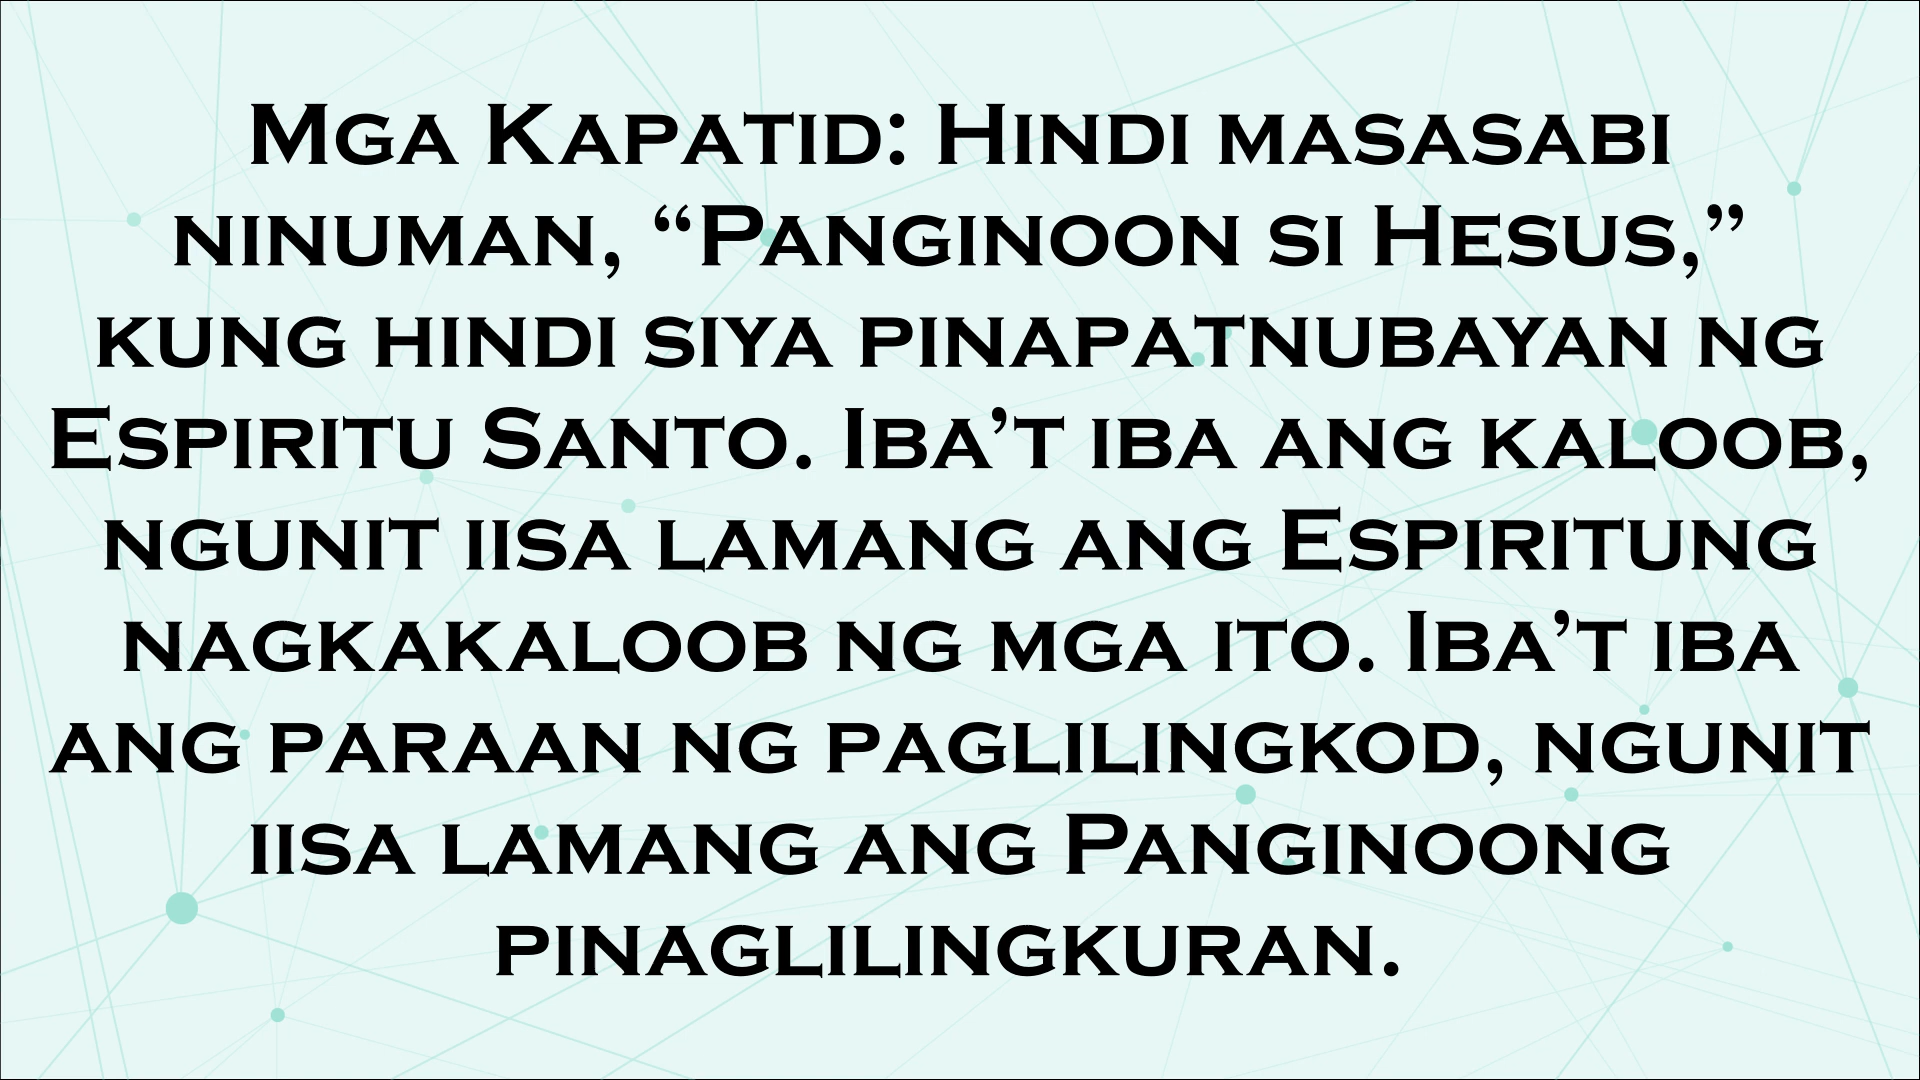 Mga Kapatid: Hindi masasabi
ninuman, “Panginoon si Hesus,”
kung hindi siya pinapatnubayan ng
Espiritu Santo. Iba’t iba ang kaloob,
ngunit iisa lamang ang Espiritung
nagkakaloob ng mga ito. Iba’t iba
ang paraan ng paglilingkod, ngunit
iisa lamang ang Panginoong
pinaglilingkuran.